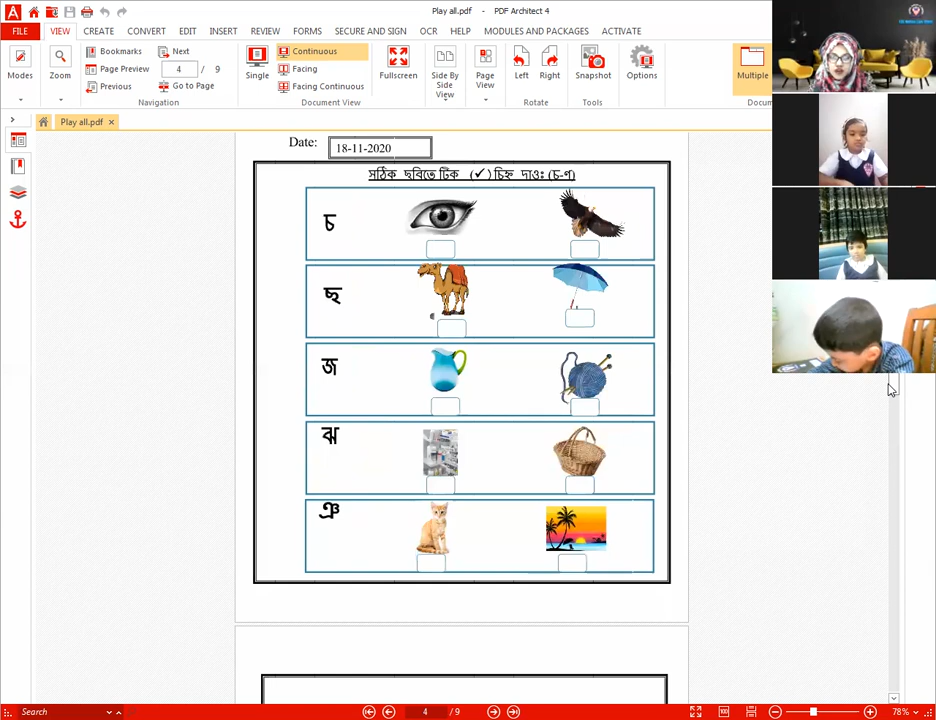 Play all.pdf - PDF Architect 4
FILE VIEW CREATE CONVERT EDIT INSERT REVIEW FORMS SECURE AND SIGN OCR HELP MODULES AND PACKAGES ACTIVATE
Modes
Zoom
Bookmarks
Next
Page Preview
4 / 9
Previous
Go to Page
Navigation
Single
Continuous
Facing
Facing Continuous
Document View
Fullscreen
Side By Side View
Page View
Left
Right
Rotate
Snapshot
Tools
Options
Multiple
Docum
Play all.pdf
Date: 18-11-2020
সঠিক ছবিতে টিক (✓) চিহ্ন দাওঃ (চ-ণ)
চ
ছ
জ
ঝ
ঞ
Search
4 / 9
78%